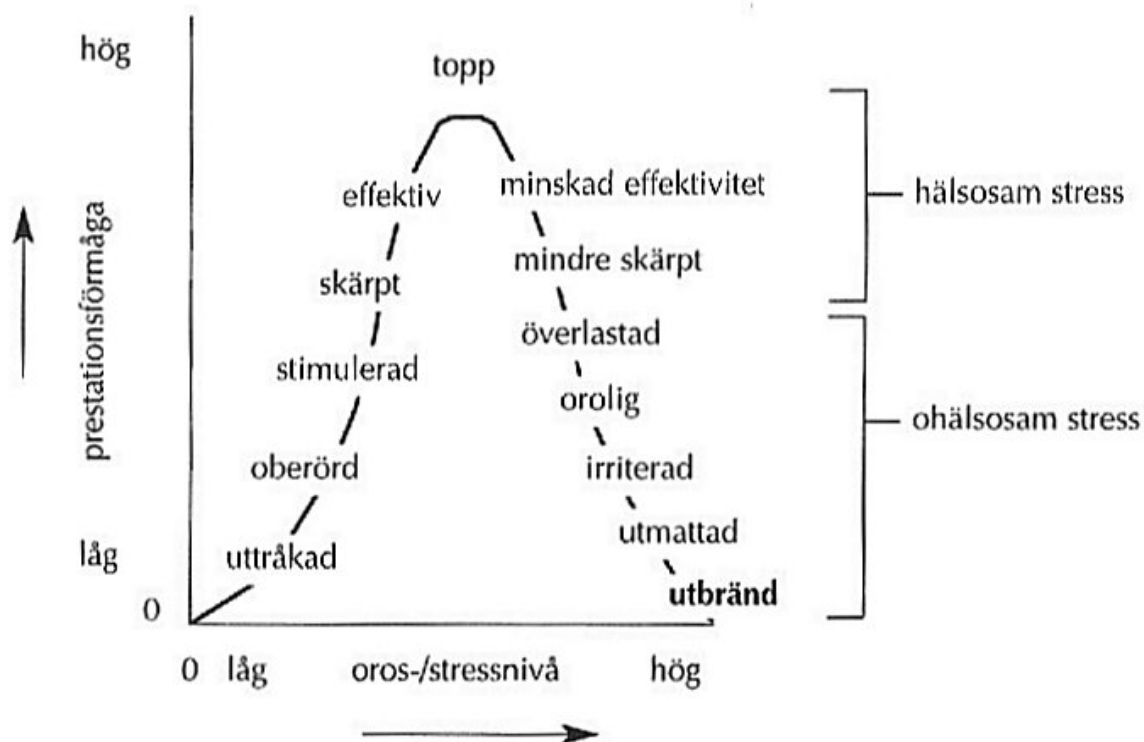 hög
topp
effektiv
minskad effektivitet
hälsosam stress
skärpt
mindre skärpt
prestationsförmåga
stimulerad
överlastad
orolig
ohälsosam stress
oberörd
irriterad
låg
uttråkad
utmattad
utbränd
0
0 låg oros-/stressnivå hög